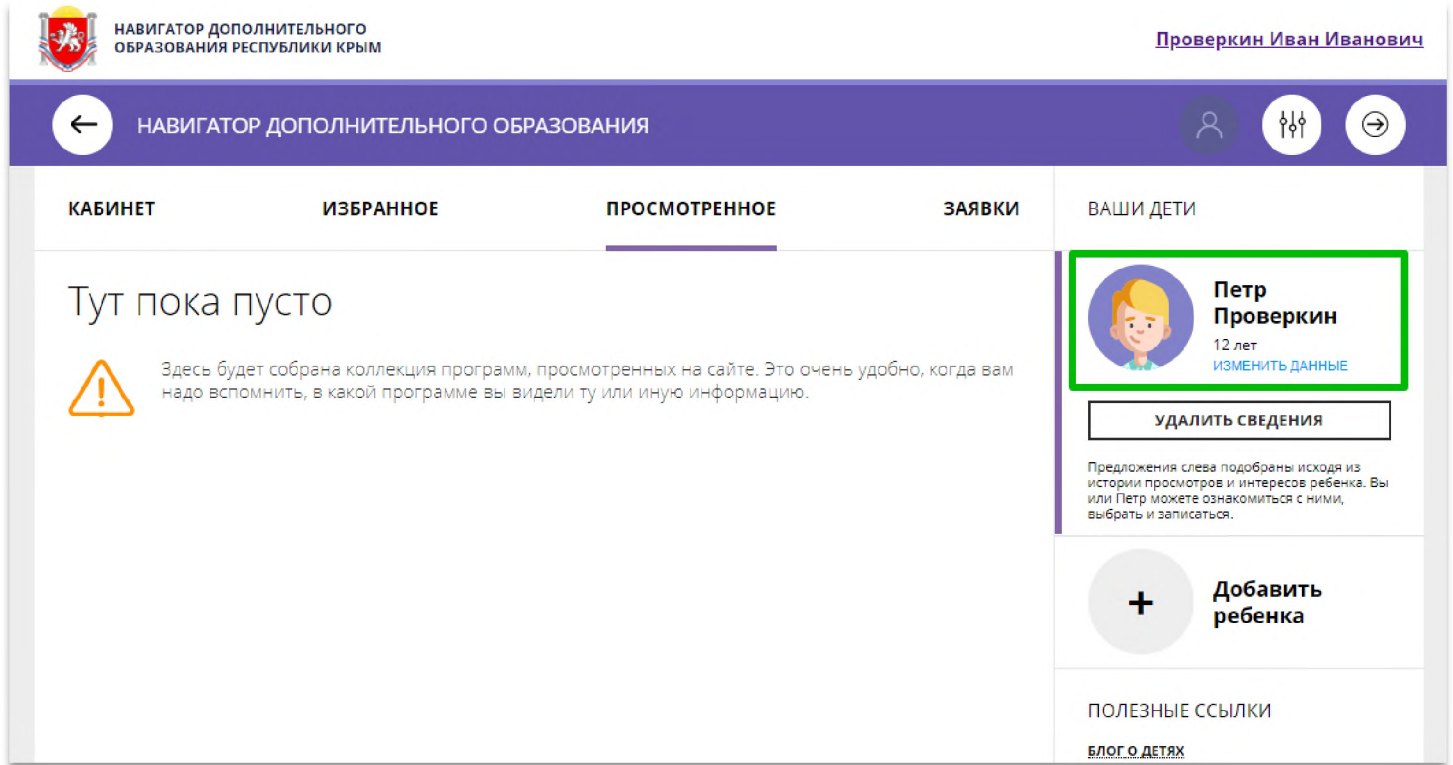 НАВИГАТОР ДОПОЛНИТЕЛЬНОГО
ОБРАЗОВАНИЯ РЕСПУБЛИКИ КРЫМ
Проверкин Иван Иванович
НАВИГАТОР ДОПОЛНИТЕЛЬНОГО ОБРАЗОВАНИЯ
КАБИНЕТ
ИЗБРАННОЕ
ПРОСМОТРЕННОЕ
ЗАЯВКИ
Тут пока пусто
Здесь будет собрана коллекция программ, просмотренных на сайте. Это очень удобно, когда вам
надо вспомнить, в какой программе вы видели ту или иную информацию.
ВАШИ ДЕТИ
Петр
Проверкин
12 лет
ИЗМЕНИТЬ ДАННЫЕ
УДАЛИТЬ СВЕДЕНИЯ
Предложения слева подобраны исходя из
истории просмотров и интересов ребенка. Вы
или Петр можете ознакомиться с ними,
выбрать и записаться.
+
Добавить
ребенка
ПОЛЕЗНЫЕ ССЫЛКИ
БЛОГ О ДЕТЯХ